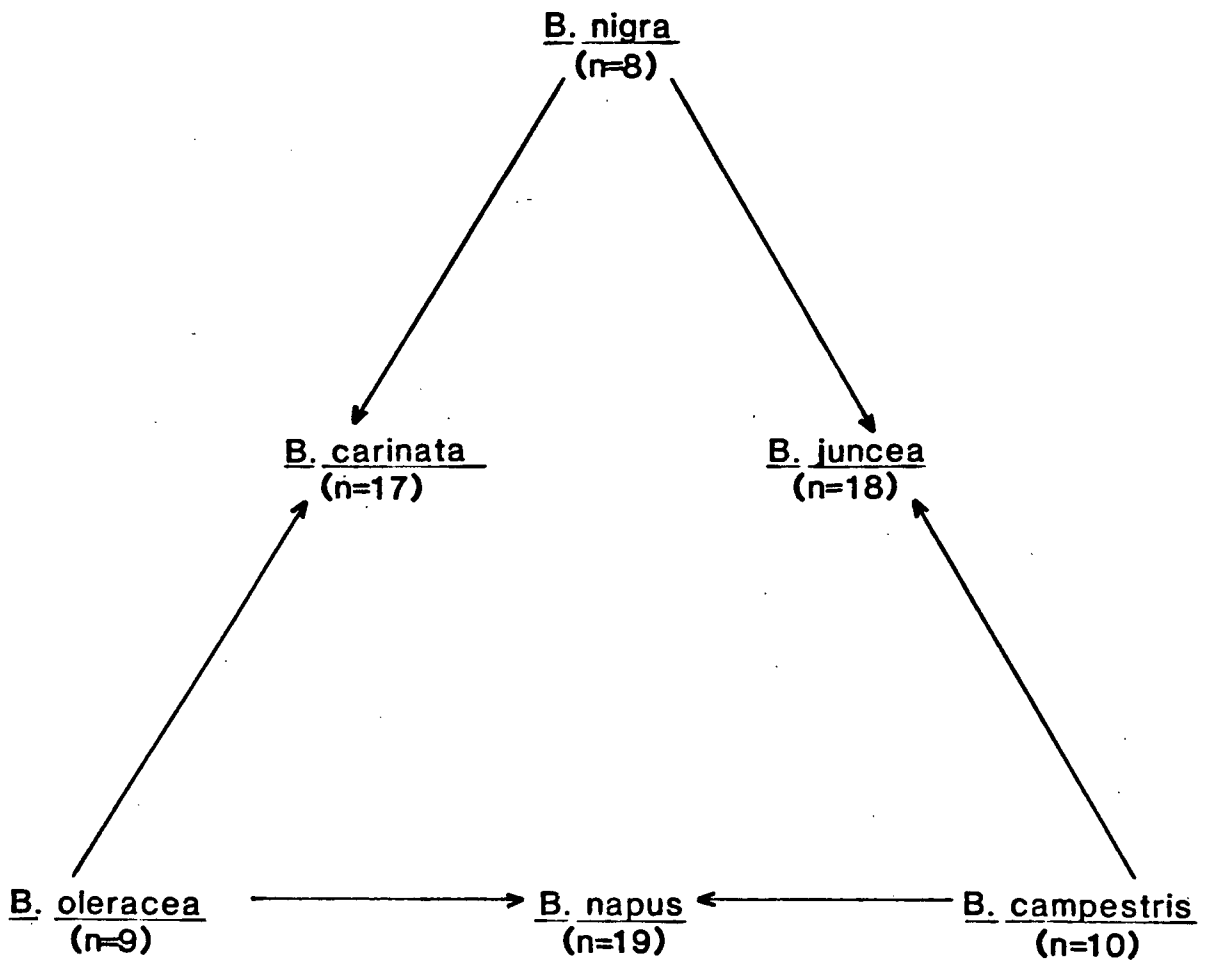 B. nigra
(n=8)
B. carinata
(n=17)
B. juncea
(n=18)
B. oleracea
(n=9)
B. napus
(n=19)
B. campestris
(n=10)